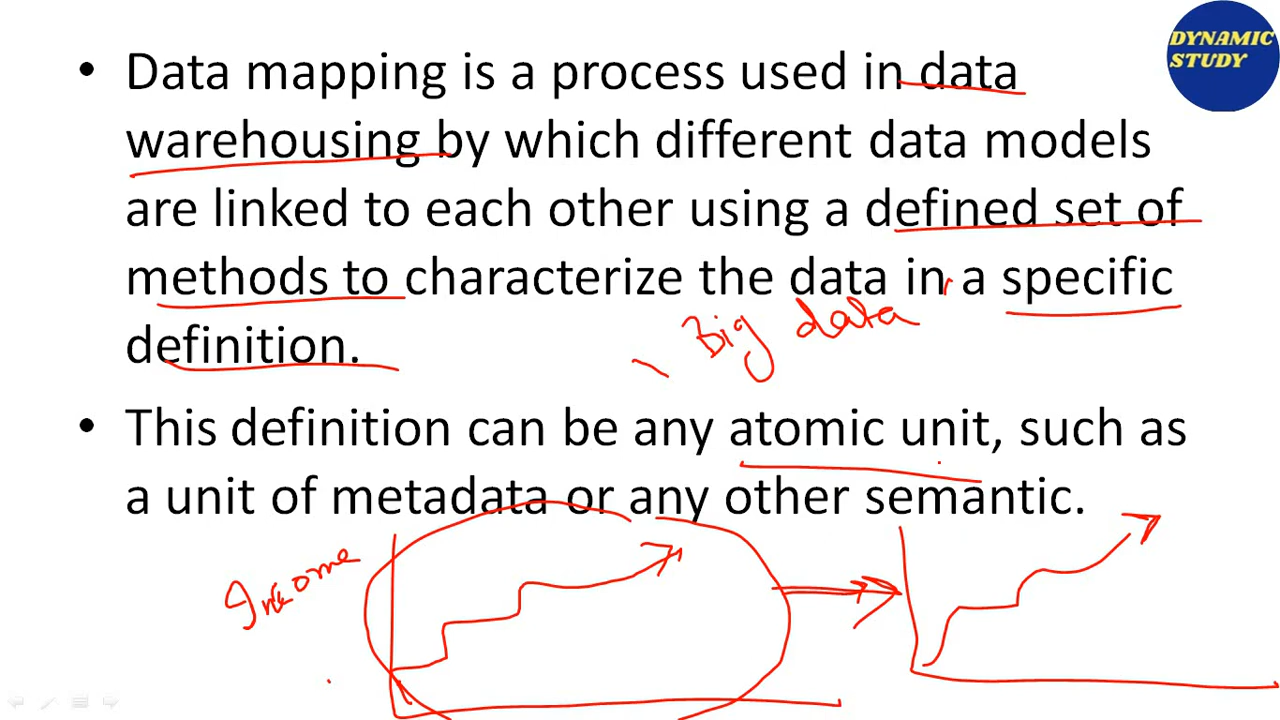 DYNAMIC
STUDY
• Data mapping is a process used in data
warehousing by which different data models
are linked to each other using a defined set of
methods to characterize the data in a specific
definition.
Big data
• This definition can be any atomic unit, such as
a unit of metadata or any other semantic.
Income